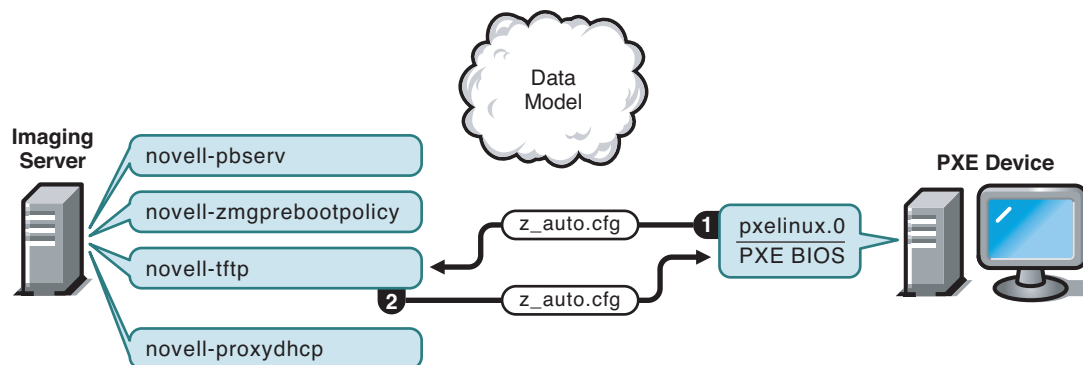 Data
Model
Imaging
Server
PXE Device
novell-pbserv
novell-zmgprebootpolicy
novell-tftp
novell-proxydhcp
z_auto.cfg
1
pxelinux.0
PXE BIOS
2
z_auto.cfg